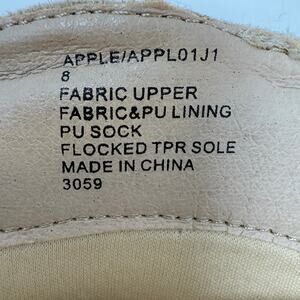 APPLE/APPL01J1
8
FABRIC UPPER
FABRIC&PU LINING
PU SOCK
FLOCKED TPR SOLE
MADE IN CHINA
3059